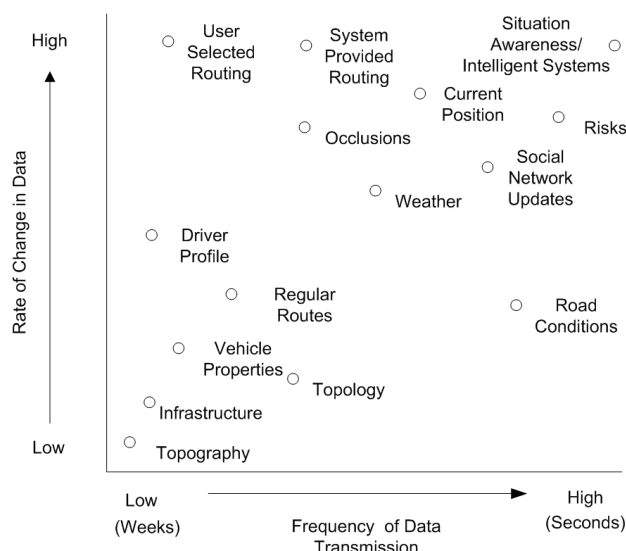 High
User
Selected
Routing
System
Provided
Routing
Situation
Awareness/
Intelligent Systems
Current
Position
Risks
Occlusions
Social
Network
Updates
Weather
Rate of Change in Data
Driver
Profile
Regular
Routes
Road
Conditions
Vehicle
Properties
Topology
Infrastructure
Low
Topography
Low
(Weeks)
Frequency of Data
Transmission
High
(Seconds)